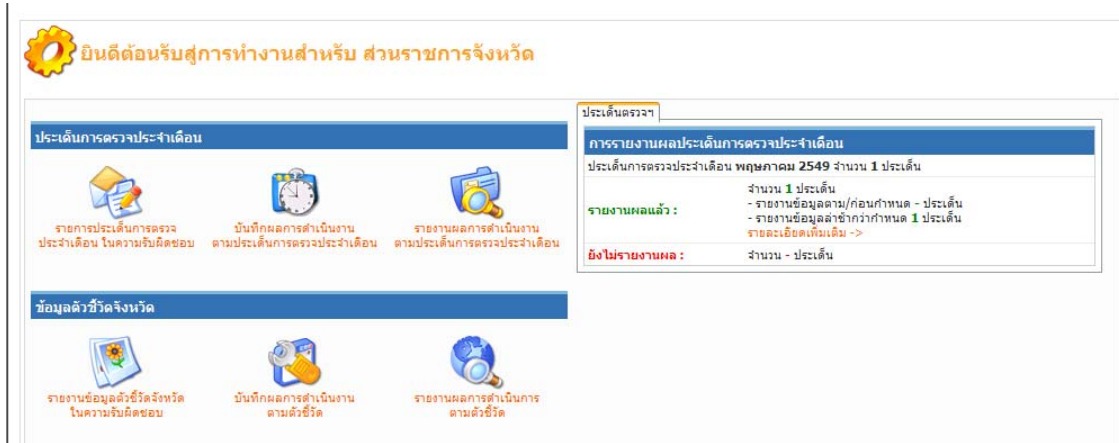 ยินดีต้อนรับสู่การทำงานสำหรับ ส่วนราชการจังหวัด
ประเด็นการตรวจประจำเดือน
รายการประเด็นการตรวจ
ประจำเดือน ในความรับผิดชอบ
บันทึกผลการดำเนินงาน
ตามประเด็นการตรวจประจำเดือน
รายงานผลการดำเนินงาน
ตามประเด็นการตรวจประจำเดือน
ข้อมูลตัวชี้วัดจังหวัด
รายงานข้อมูลตัวชี้วัดจังหวัด
ในความรับผิดชอบ
บันทึกผลการดำเนินงาน
ตามตัวชี้วัด
รายงานผลการดำเนินการ
ตามตัวชี้วัด
ประเด็นตรวจฯ
การรายงานผลประเด็นการตรวจประจำเดือน
ประเด็นการตรวจประจำเดือน พฤษภาคม 2549 จำนวน 1 ประเด็น
รายงานผลแล้ว :
จำนวน 1 ประเด็น
- รายงานข้อมูลตาม/ก่อนกำหนด - ประเด็น
- รายงานข้อมูลล่าช้ากว่ากำหนด 1 ประเด็น
รายละเอียดเพิ่มเติม ->
ยังไม่รายงานผล : จำนวน - ประเด็น